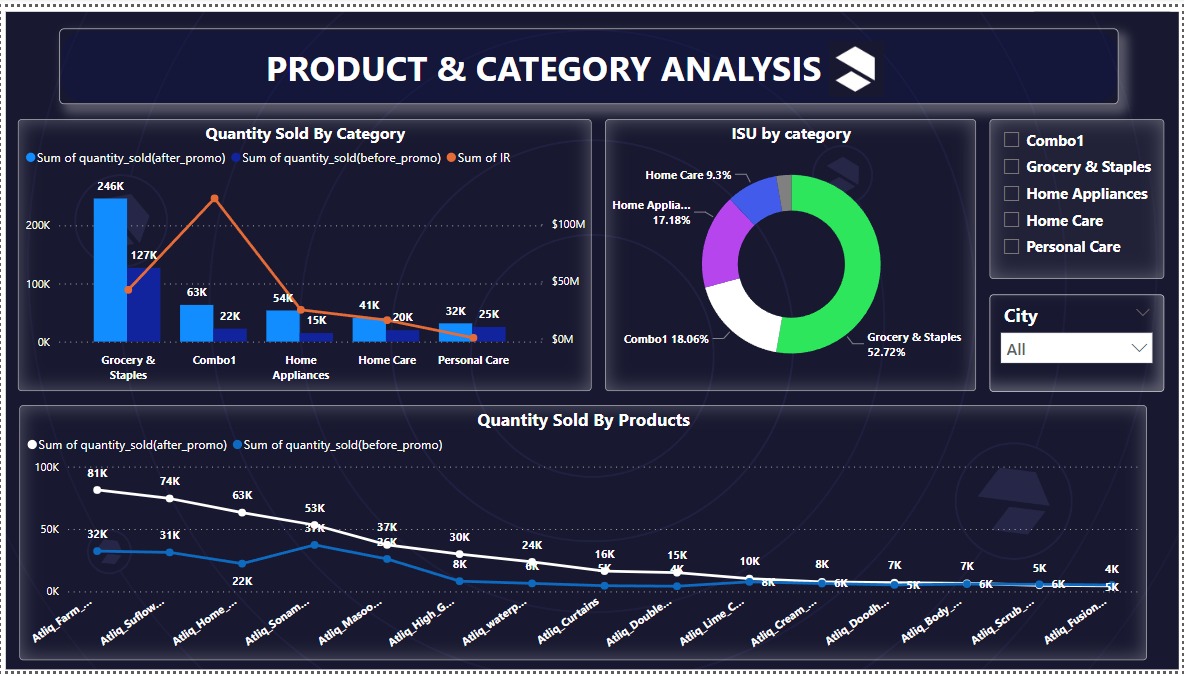 PRODUCT & CATEGORY ANALYSIS
Quantity Sold By Category
Sum of quantity_sold(after_promo) Sum of quantity_sold(before_promo) Sum of IR
246K
200K
127K
$100M
100K
63K
22K
54K
15K
41K
20K
32K
25K
$50M
0K
$0M
Grocery &
Staples
Combo1
Home
Appliances
Home Care
Personal Care
ISU by category
Home Care 9.3%
Home Applia...
17.18%
Combo1 18.06%
Grocery & Staples
52.72%
Combo1
Grocery & Staples
Home Appliances
Home Care
Personal Care
City
All
Quantity Sold By Products
Sum of quantity_sold(after_promo) Sum of quantity_sold(before_promo)
100K
50K
0K
81K
74K
63K
53K
37K
30K
24K
16K
15K
10K
8K
7K
7K
5K
4K
32K
31K
22K
37K
26K
8K
6K
5K
4K
8K
6K
5K
6K
6K
5K
Atliq_Farm_...
Atliq_Suflow...
Atliq_Home_...
Atliq_Sonam...
Atliq_Masoo...
Atliq_High_G...
Atliq_waterp...
Atliq_Curtains
Atliq_Double...
Atliq_Lime_C...
Atliq_Cream_...
Atliq_Doodh...
Atliq_Body_...
Atliq_Scrub_...
Atliq_Fusion...